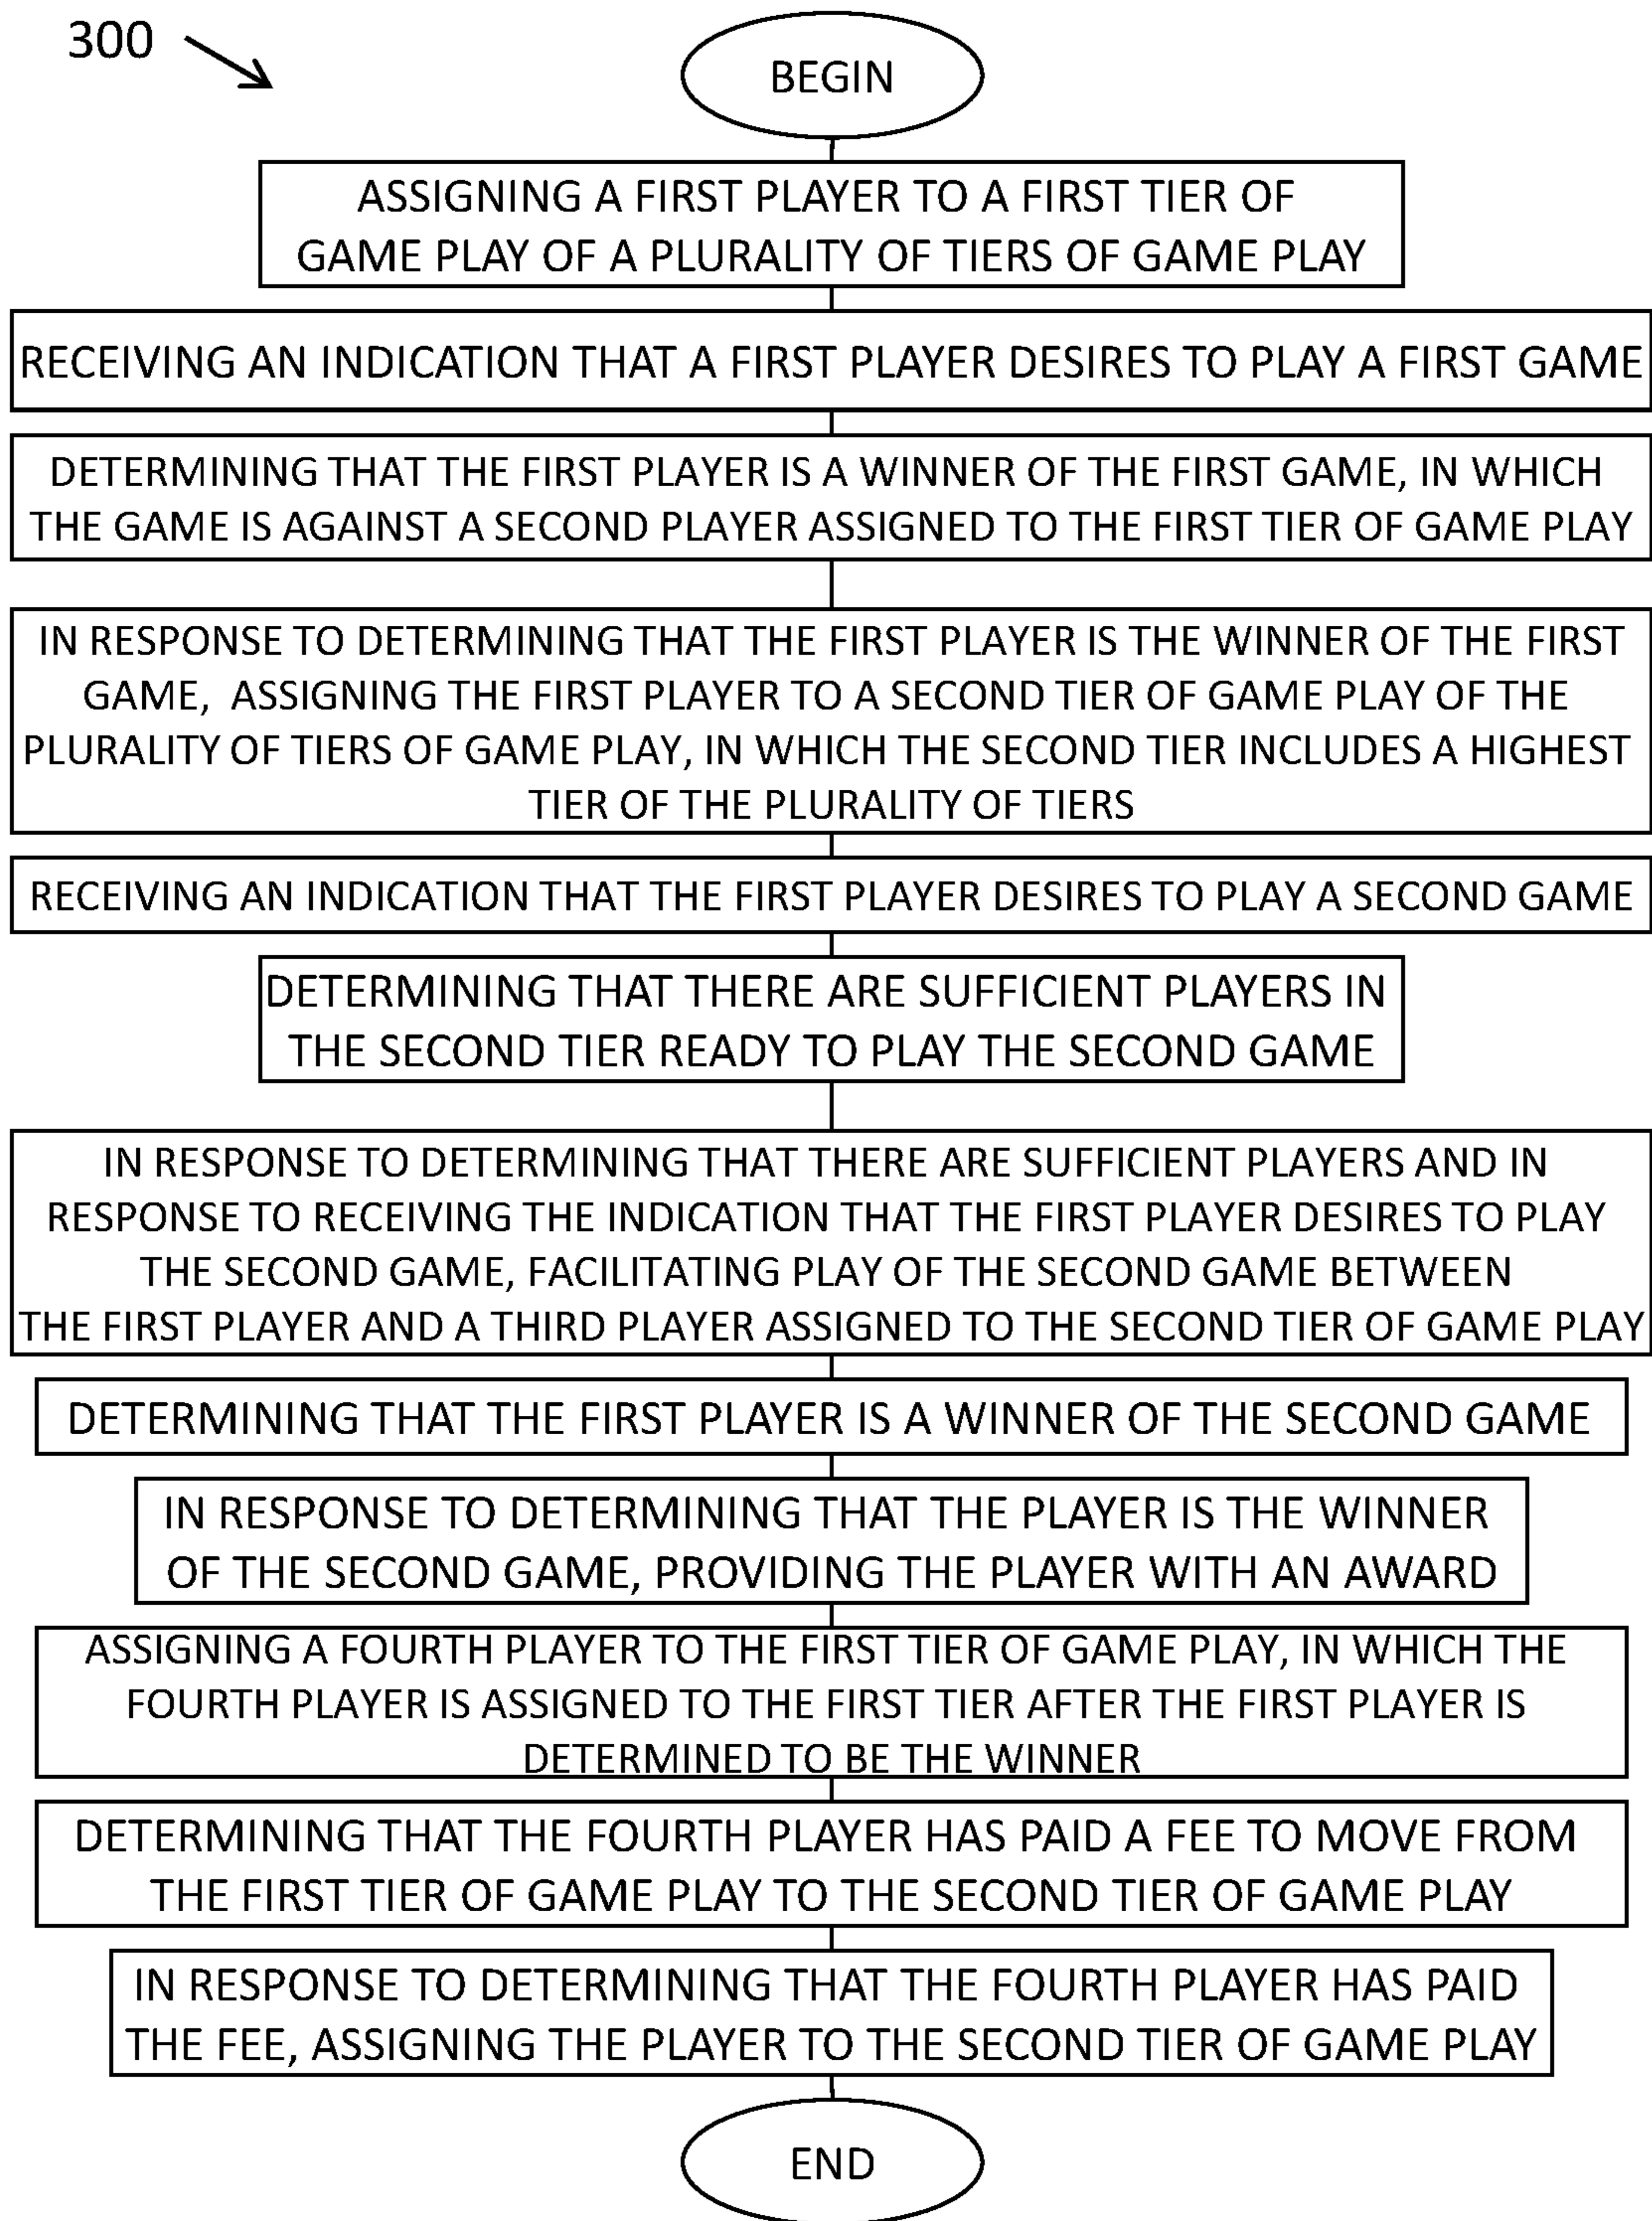 300
BEGIN
ASSIGNING A FIRST PLAYER TO A FIRST TIER OF
GAME PLAY OF A PLURALITY OF TIERS OF GAME PLAY
RECEIVING AN INDICATION THAT A FIRST PLAYER DESIRES TO PLAY A FIRST GAME
DETERMINING THAT THE FIRST PLAYER IS A WINNER OF THE FIRST GAME, IN WHICH
THE GAME IS AGAINST A SECOND PLAYER ASSIGNED TO THE FIRST TIER OF GAME PLAY
IN RESPONSE TO DETERMINING THAT THE FIRST PLAYER IS THE WINNER OF THE FIRST
GAME, ASSIGNING THE FIRST PLAYER TO A SECOND TIER OF GAME PLAY OF THE
PLURALITY OF TIERS OF GAME PLAY, IN WHICH THE SECOND TIER INCLUDES A HIGHEST
TIER OF THE PLURALITY OF TIERS
RECEIVING AN INDICATION THAT THE FIRST PLAYER DESIRES TO PLAY A SECOND GAME
DETERMINING THAT THERE ARE SUFFICIENT PLAYERS IN
THE SECOND TIER READY TO PLAY THE SECOND GAME
IN RESPONSE TO DETERMINING THAT THERE ARE SUFFICIENT PLAYERS AND IN
RESPONSE TO RECEIVING THE INDICATION THAT THE FIRST PLAYER DESIRES TO PLAY
THE SECOND GAME, FACILITATING PLAY OF THE SECOND GAME BETWEEN
THE FIRST PLAYER AND A THIRD PLAYER ASSIGNED TO THE SECOND TIER OF GAME PLAY
DETERMINING THAT THE FIRST PLAYER IS A WINNER OF THE SECOND GAME
IN RESPONSE TO DETERMINING THAT THE PLAYER IS THE WINNER
OF THE SECOND GAME, PROVIDING THE PLAYER WITH AN AWARD
ASSIGNING A FOURTH PLAYER TO THE FIRST TIER OF GAME PLAY, IN WHICH THE
FOURTH PLAYER IS ASSIGNED TO THE FIRST TIER AFTER THE FIRST PLAYER IS
DETERMINED TO BE THE WINNER
DETERMINING THAT THE FOURTH PLAYER HAS PAID A FEE TO MOVE FROM
THE FIRST TIER OF GAME PLAY TO THE SECOND TIER OF GAME PLAY
IN RESPONSE TO DETERMINING THAT THE FOURTH PLAYER HAS PAID
THE FEE, ASSIGNING THE PLAYER TO THE SECOND TIER OF GAME PLAY
END